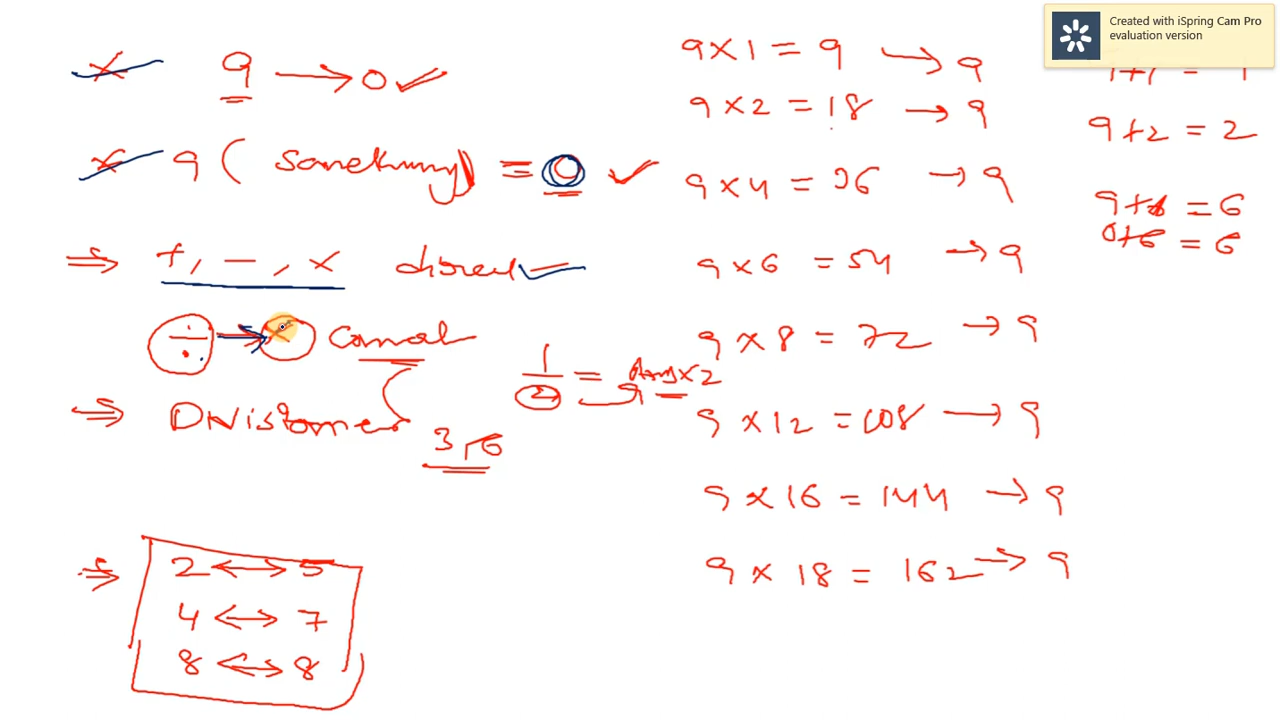 9 → 0 ✓
9 ( Something ) = 0 ✓
⇒ +, -, × direct
÷ → × Cancel
1/2 = Ang×2
⇒ Divisor
3, 6
⇒ 2 ↔ 5
4 ↔ 7
8 ↔ 8
9 × 1 = 9 → 9
9 × 2 = 18 → 9
9 × 4 = 36 → 9
9 × 6 = 54 → 9
9 × 8 = 72 → 9
9 × 12 = 108 → 9
9 × 16 = 144 → 9
9 × 18 = 162 → 9
Created with iSpring Cam Pro
evaluation version
9+2 = 2
9+6 = 6
0+6 = 6